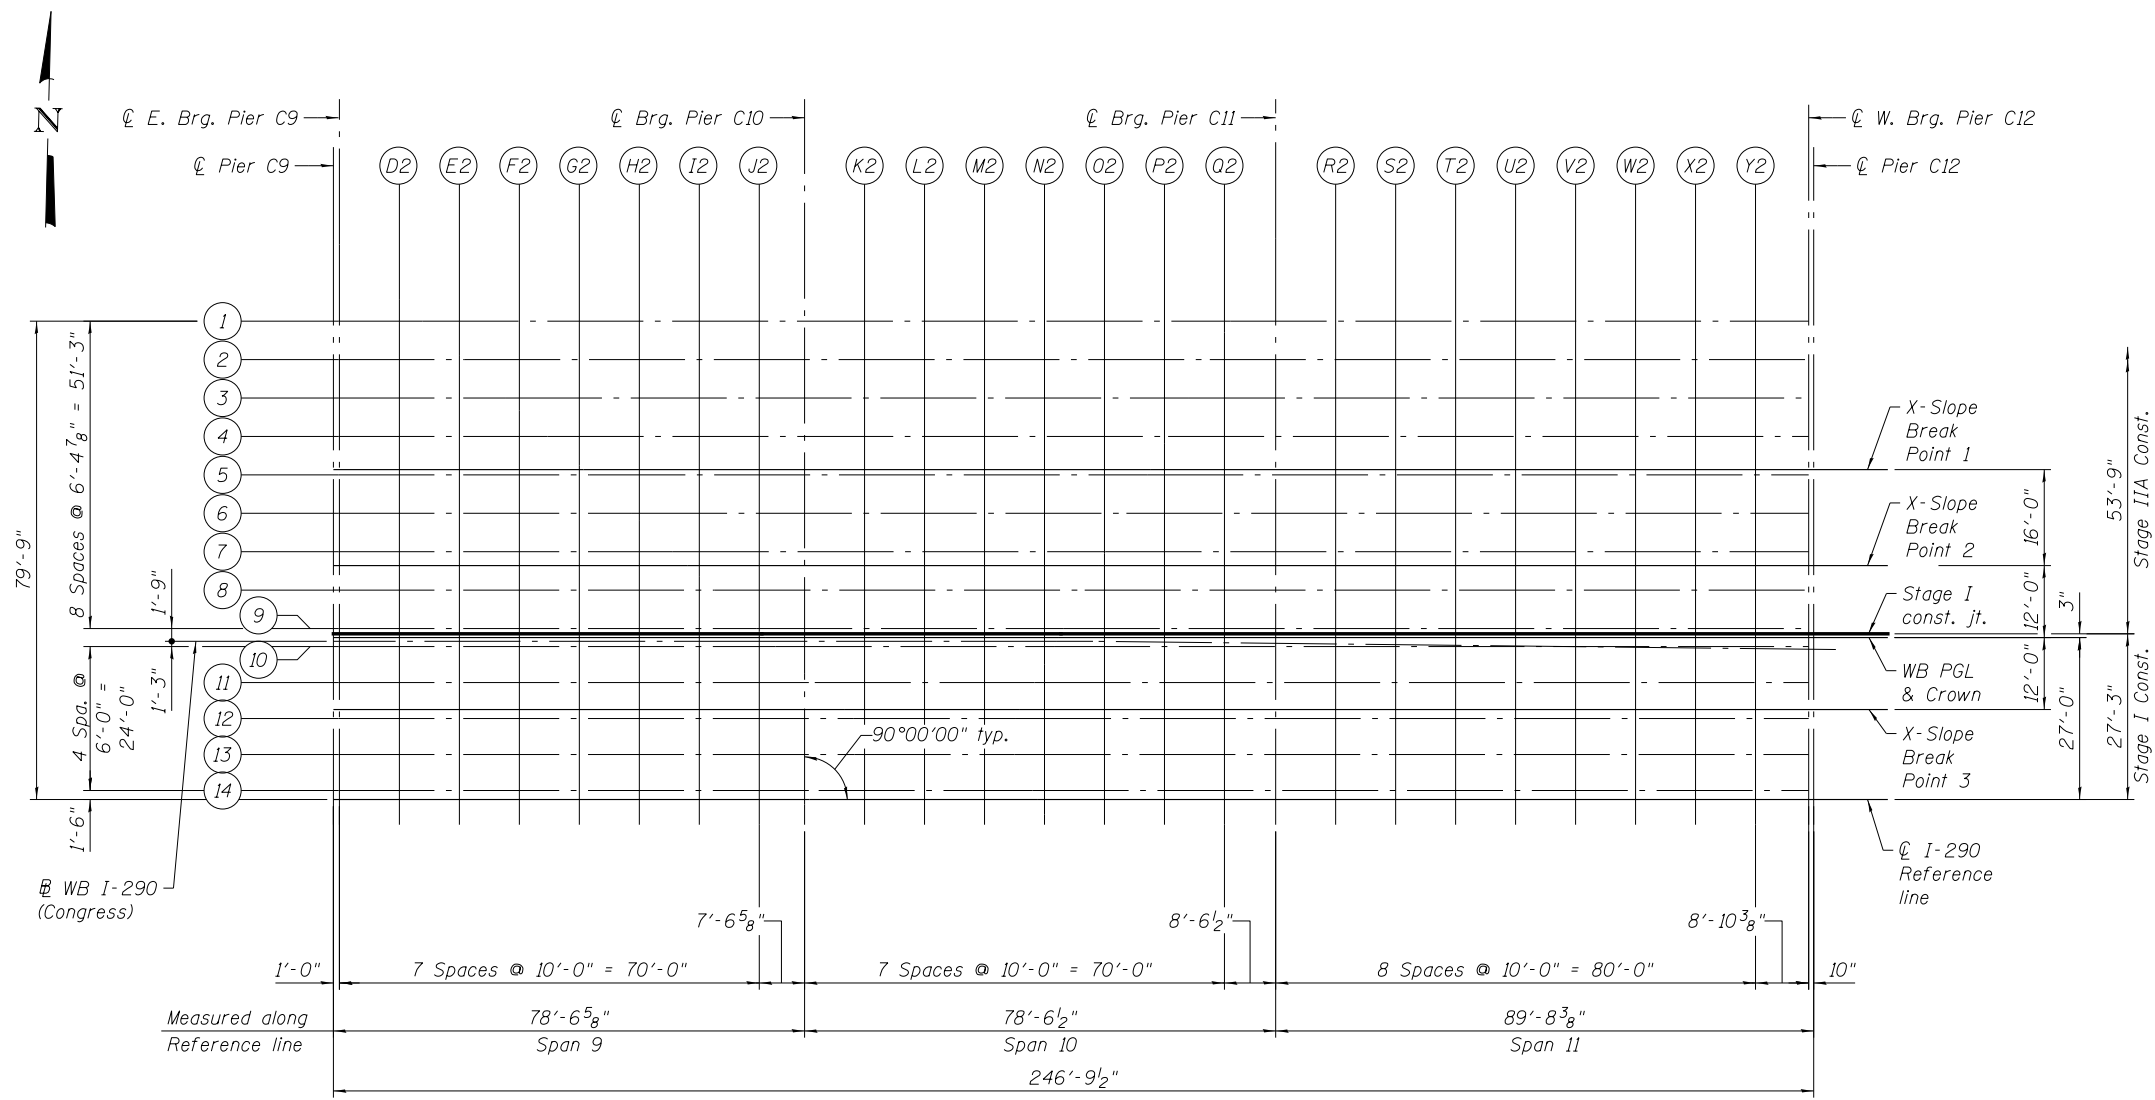 N
℄ E. Brg. Pier C9
℄ Brg. Pier C10
℄ Brg. Pier C11
℄ W. Brg. Pier C12
℄ Pier C9
℄ Pier C12
D2 E2 F2 G2 H2 I2 J2 K2 L2 M2 N2 O2 P2 Q2 R2 S2 T2 U2 V2 W2 X2 Y2
1
2
3
4
5
6
7
8
9
10
11
12
13
14
79'-9"
8 Spaces @ 6'-4 7/8" = 51'-3"
1'-9"
1'-3"
4 Spa. @
6'-0" =
24'-0"
1'-6"
X-Slope
Break
Point 1
X-Slope
Break
Point 2
Stage I
const. jt.
WB PGL
& Crown
X-Slope
Break
Point 3
℄ I-290
Reference
line
16'-0"
12'-0"
12'-0"
3"
27'-0"
53'-9"
Stage IIA Const.
27'-3"
Stage I Const.
90°00'00" typ.
B̲L WB I-290
(Congress)
7'-6 5/8"
8'-6 1/2"
8'-10 3/8"
1'-0"
7 Spaces @ 10'-0" = 70'-0"
7 Spaces @ 10'-0" = 70'-0"
8 Spaces @ 10'-0" = 80'-0"
10"
Measured along
Reference line
78'-6 5/8"
Span 9
78'-6 1/2"
Span 10
89'-8 3/8"
Span 11
246'-9 1/2"